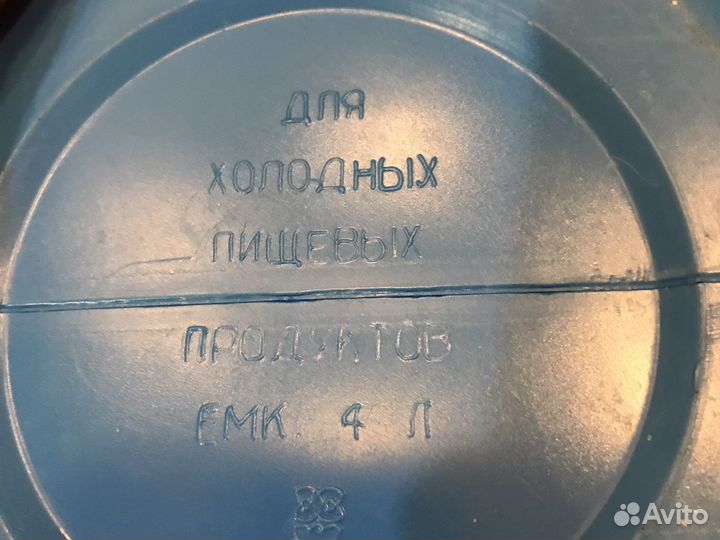 ДЛЯ
ХОЛОДНЫХ
ПИЩЕВЫХ
ПРОДУКТОВ
ЕМК. 4 Л
Avito